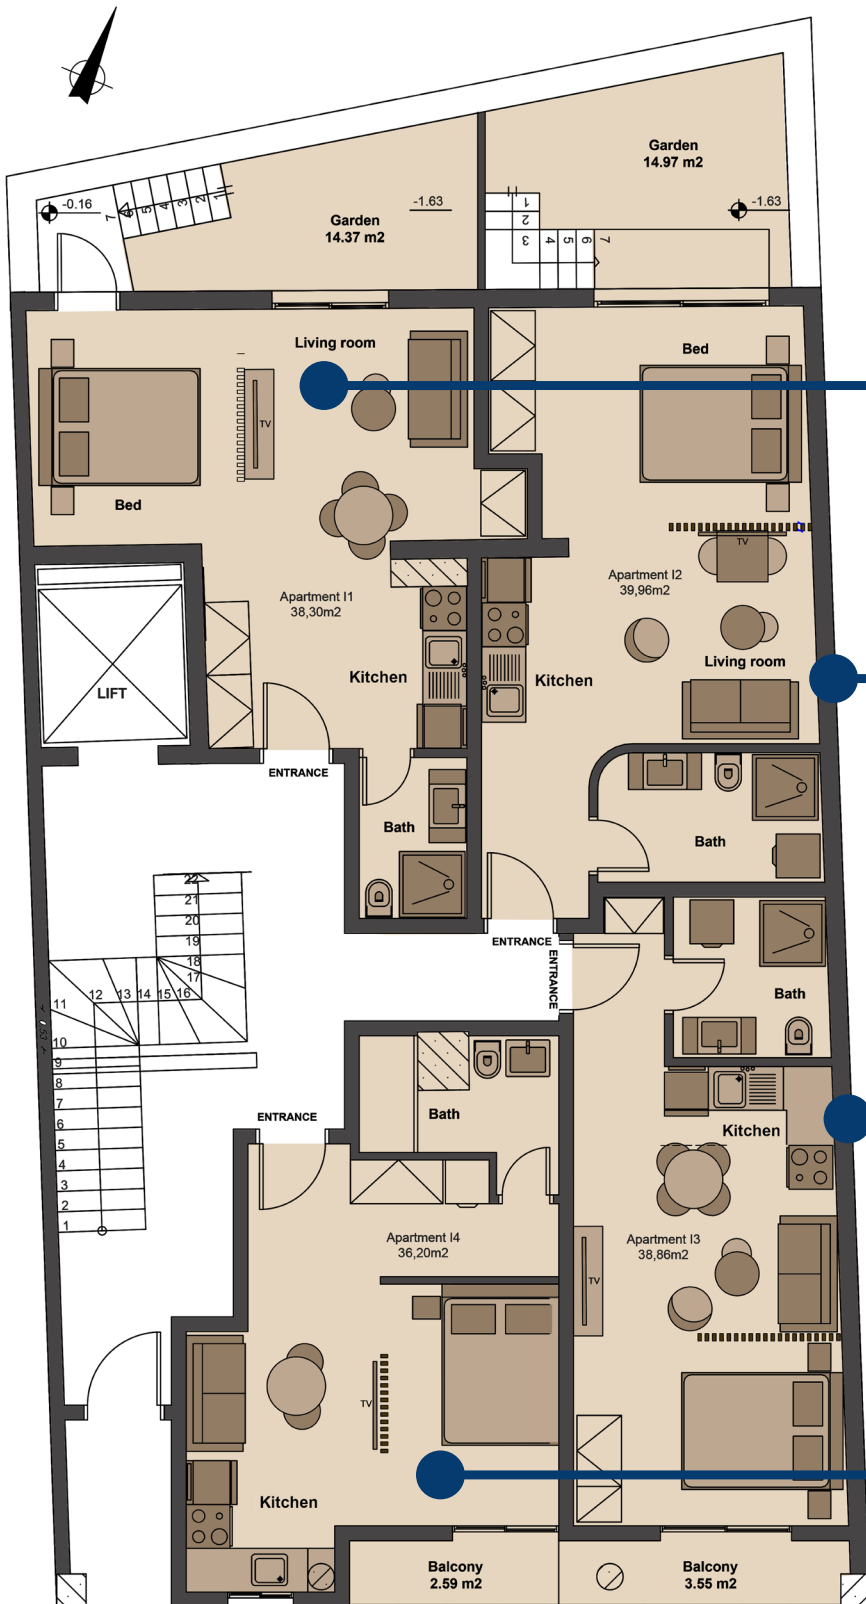 Garden
14.97 m2
-0.16
7
6
5
4
3
2
1
Garden
14.37 m2
-1.63
-1.63
1
2
3
4
5
6
7
Living room
Bed
TV
Bed
TV
Apartment I1
38,30m2
Apartment I2
39,96m2
Living room
Kitchen
Kitchen
LIFT
ENTRANCE
Bath
Bath
ENTRANCE
ENTRANCE
Bath
22
21
20
19
18
17
16
15
14
13
12
11
10
9
8
7
6
5
4
3
2
1
ENTRANCE
Bath
Kitchen
Apartment I4
36,20m2
Apartment I3
38,86m2
TV
TV
Kitchen
Balcony
2.59 m2
Balcony
3.55 m2